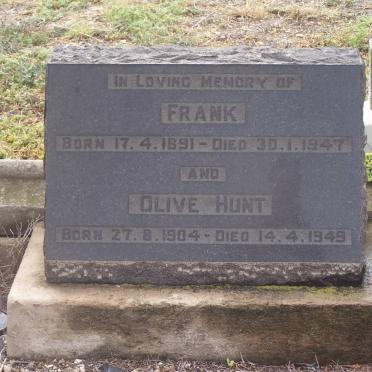 In Loving Memory of
Frank
Born 17.4.1891 - Died 30.1.1947
and
Olive Hunt
Born 27.8.1904 - Died 14.4.1949